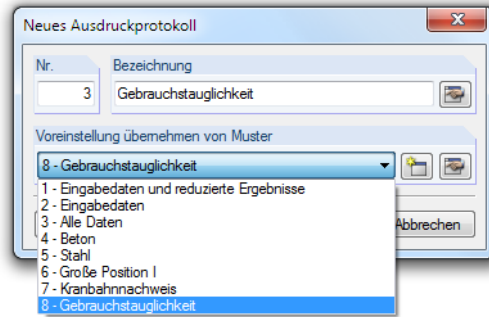 Neues Ausdruckprotokoll
Nr. Bezeichnung
3 Gebrauchstauglichkeit
Voreinstellung übernehmen von Muster
8 - Gebrauchstauglichkeit
1 - Eingabedaten und reduzierte Ergebnisse
2 - Eingabedaten
3 - Alle Daten
4 - Beton
5 - Stahl
6 - Große Position I
7 - Kranbahnnachweis
8 - Gebrauchstauglichkeit
Abbrechen